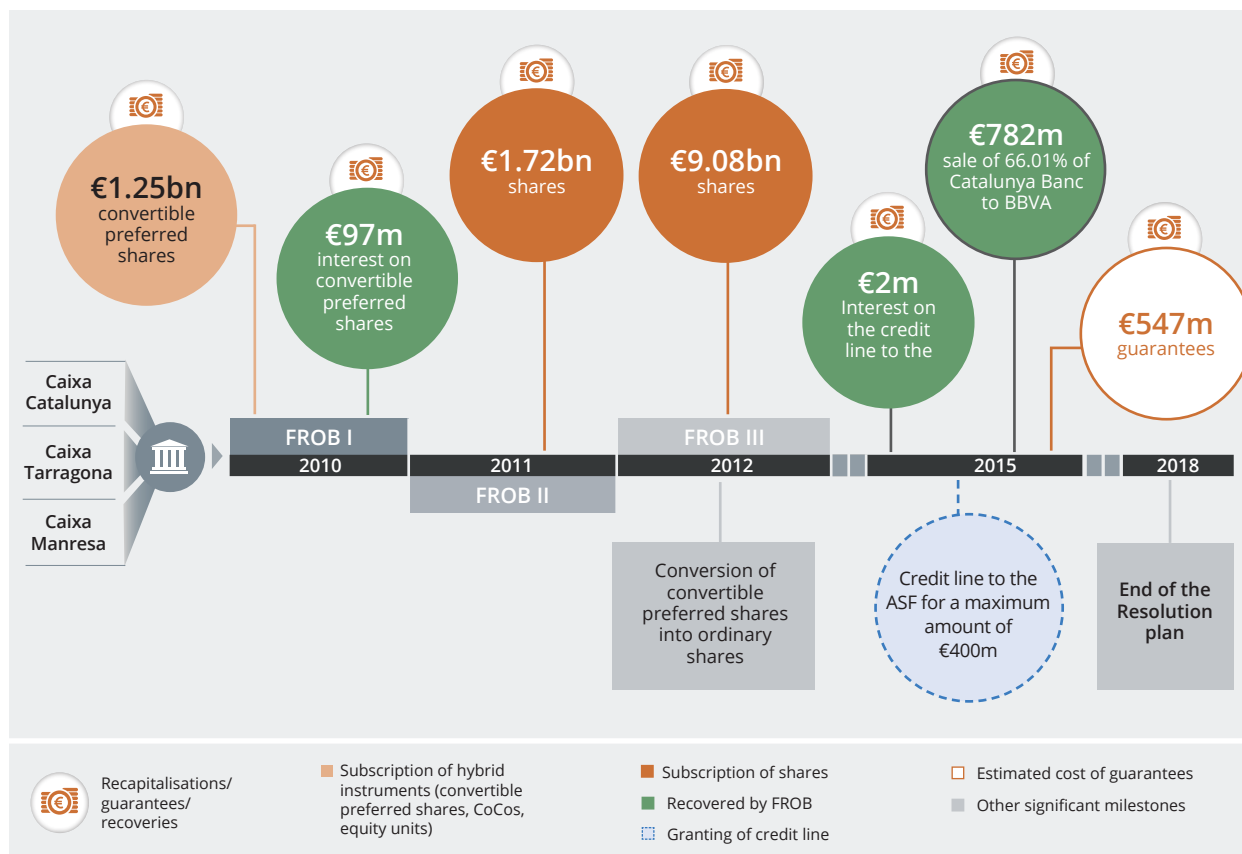 €1.25bn
convertible
preferred
shares
€97m
interest on
convertible
preferred
shares
€1.72bn
shares
€9.08bn
shares
€2m
Interest on
the credit
line to the
€782m
sale of 66.01% of
Catalunya Banc
to BBVA
€547m
guarantees
Caixa
Catalunya
Caixa
Tarragona
Caixa
Manresa
FROB I
FROB III
2010
2011
2012
2015
2018
FROB II
Conversion of
convertible
preferred shares
into ordinary
shares
Credit line to the
ASF for a maximum
amount of
€400m
End of the
Resolution
plan
Recapitalisations/
guarantees/
recoveries
Subscription of hybrid
instruments (convertible
preferred shares, CoCos,
equity units)
Subscription of shares
Recovered by FROB
Granting of credit line
Estimated cost of guarantees
Other significant milestones